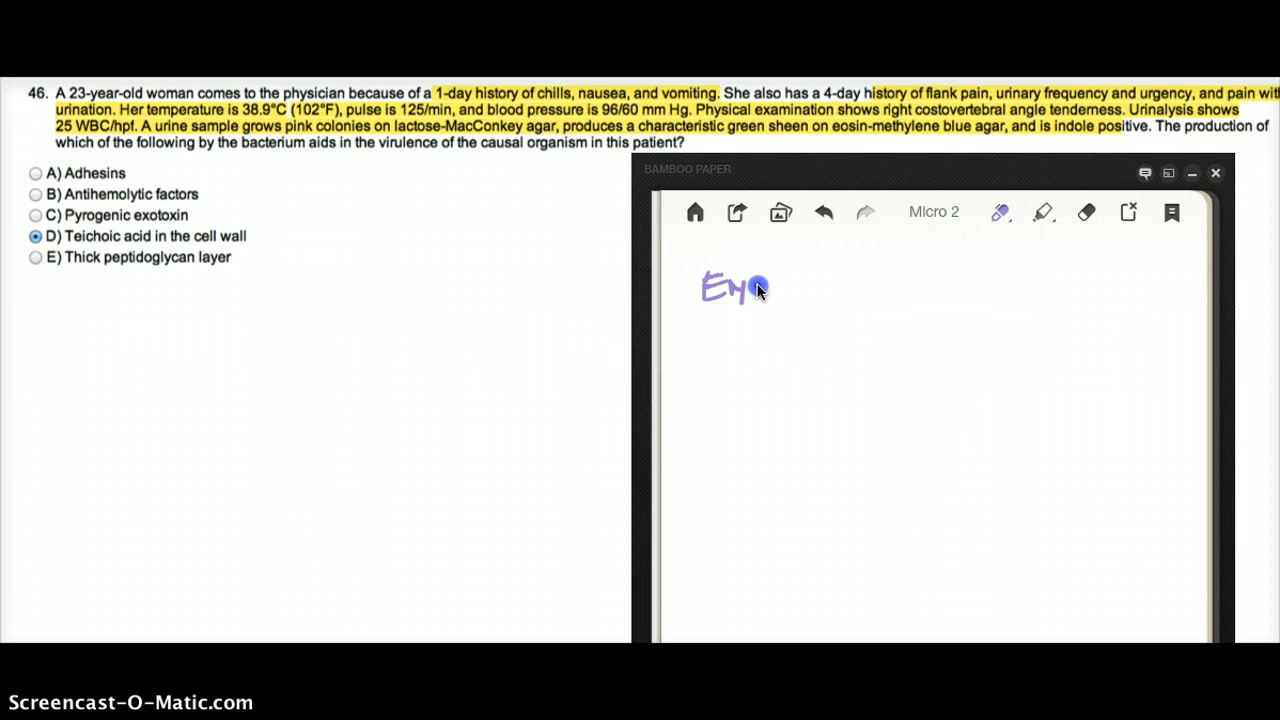 46. A 23-year-old woman comes to the physician because of a 1-day history of chills, nausea, and vomiting. She also has a 4-day history of flank pain, urinary frequency and urgency, and pain with
urination. Her temperature is 38.9°C (102°F), pulse is 125/min, and blood pressure is 96/60 mm Hg. Physical examination shows right costovertebral angle tenderness. Urinalysis shows
25 WBC/hpf. A urine sample grows pink colonies on lactose-MacConkey agar, produces a characteristic green sheen on eosin-methylene blue agar, and is indole positive. The production of
which of the following by the bacterium aids in the virulence of the causal organism in this patient?
A) Adhesins
B) Antihemolytic factors
C) Pyrogenic exotoxin
D) Teichoic acid in the cell wall
E) Thick peptidoglycan layer
BAMBOO PAPER
Micro 2
Screencast-O-Matic.com